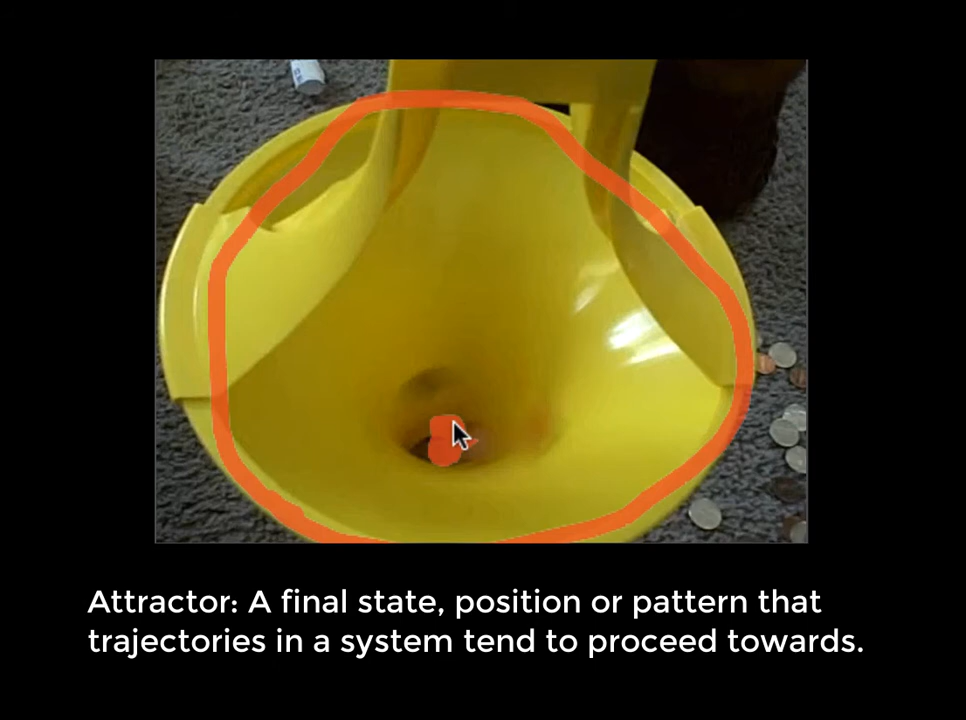 Attractor: A final state, position or pattern that
trajectories in a system tend to proceed towards.